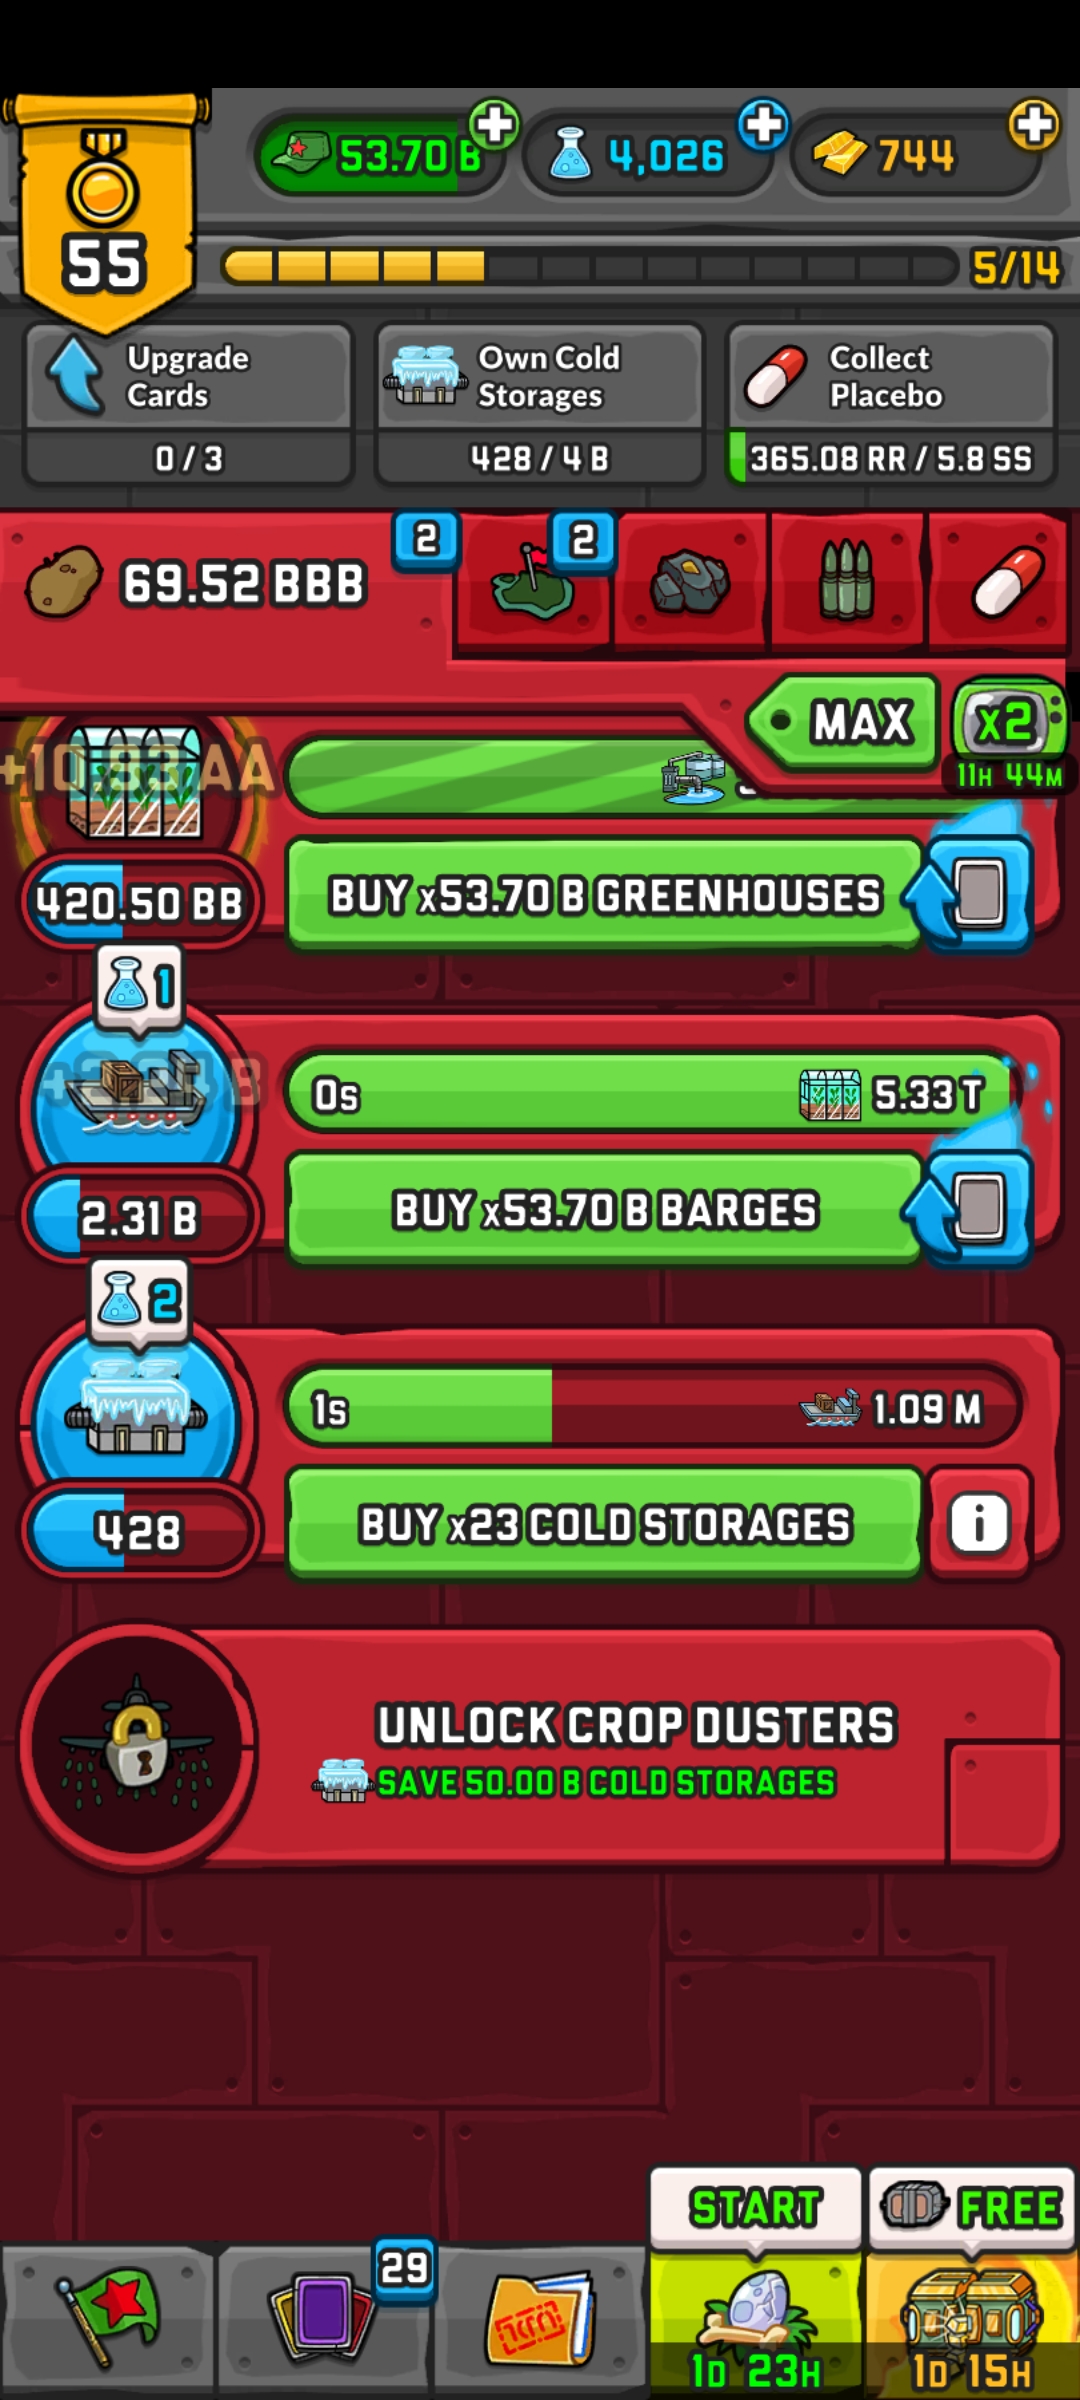 53.70 B
4,026
744
55
5/14
Upgrade
Cards
0 / 3
Own Cold
Storages
428 / 4 B
Collect
Placebo
365.08 RR / 5.8 SS
69.52 BBB
2
2
MAX
x2
11H 44M
420.50 BB
BUY x53.70 B GREENHOUSES
1
0s
5.33 T
2.31 B
BUY x53.70 B BARGES
2
1s
1.09 M
428
BUY x23 COLD STORAGES
i
UNLOCK CROP DUSTERS
SAVE 50.00 B COLD STORAGES
START
FREE
29
1D 23H
1D 15H